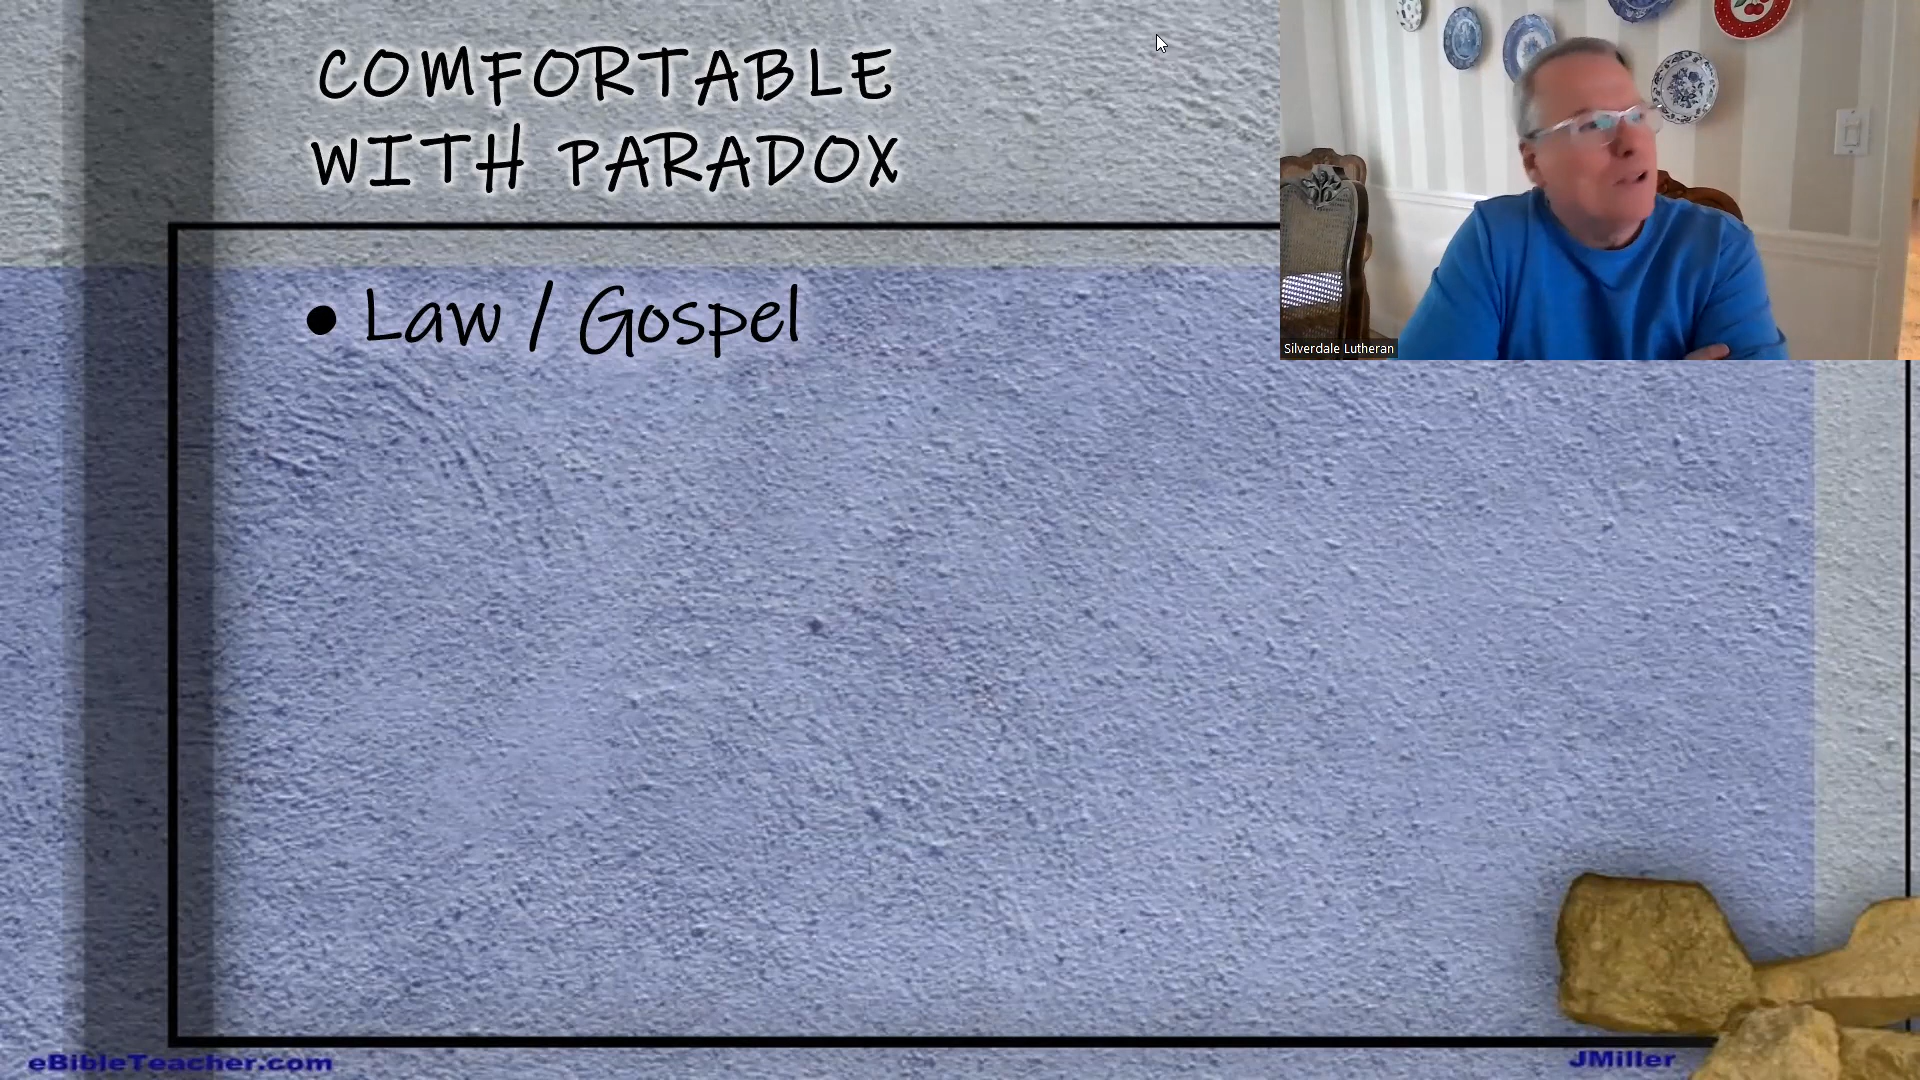 COMFORTABLE
WITH PARADOX
• Law / Gospel
Silverdale Lutheran
eBibleTeacher.com
JMiller